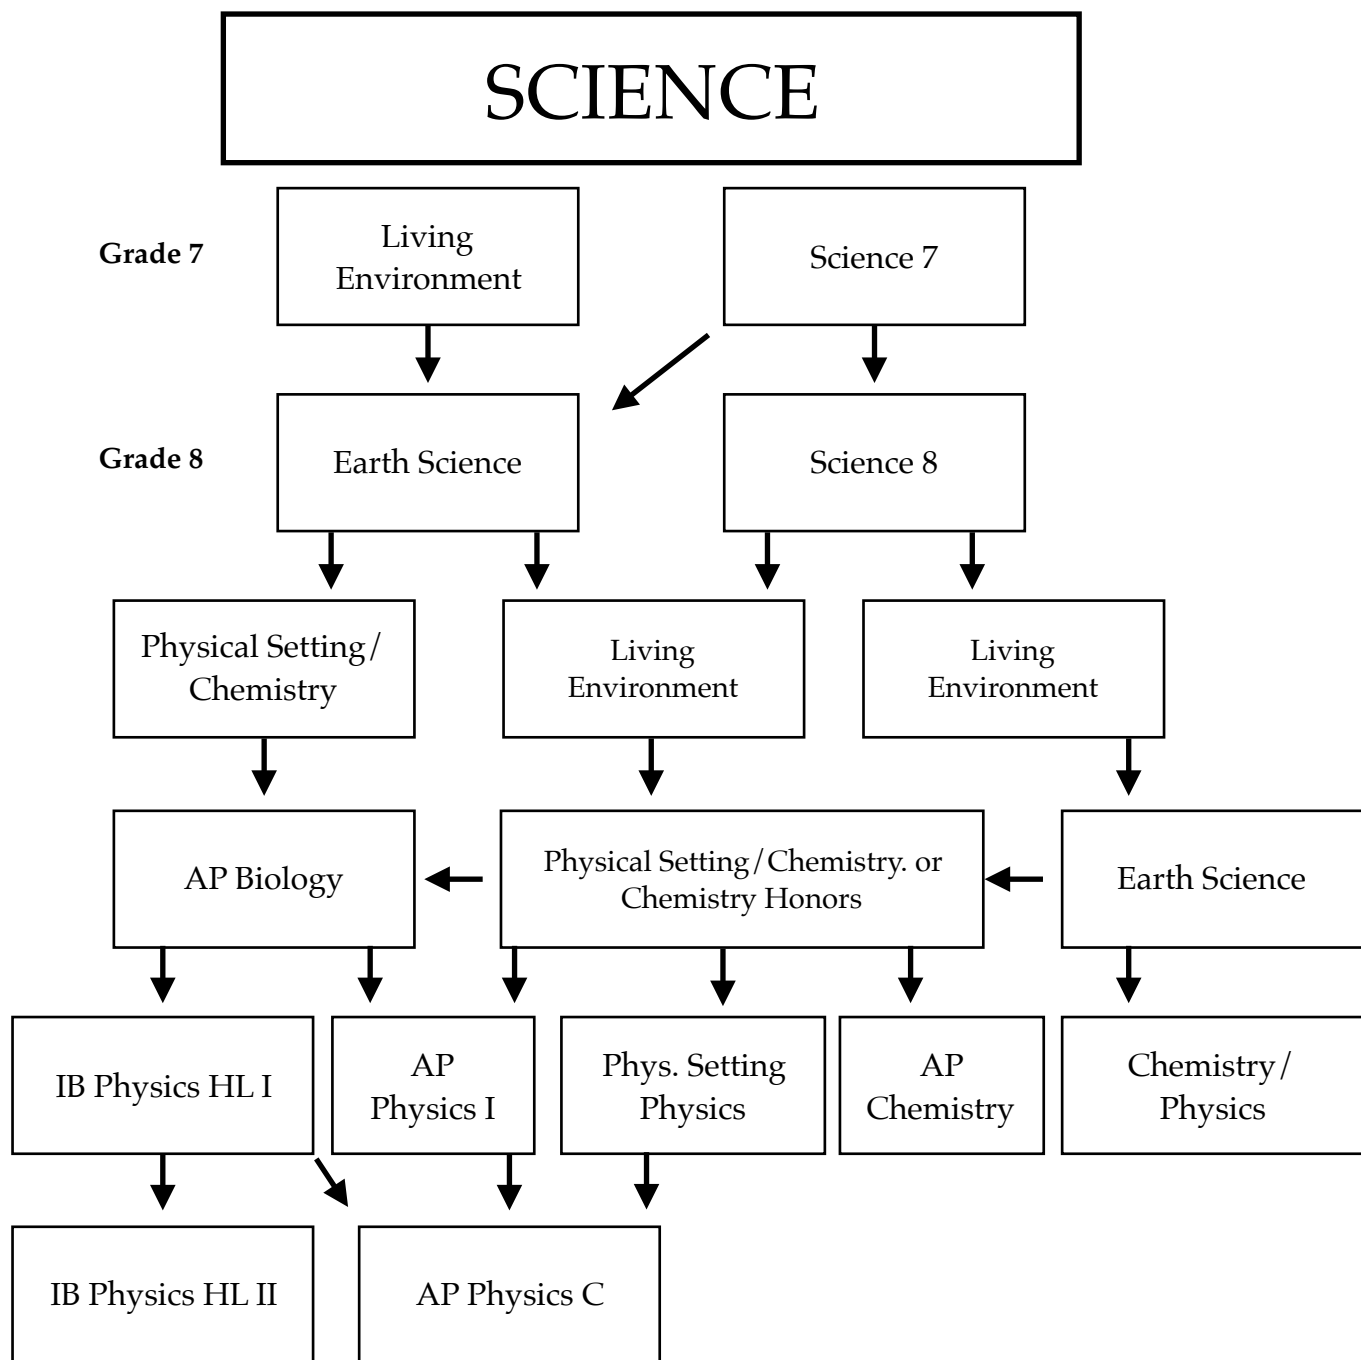 SCIENCE
Grade 7
Living
Environment
Science 7
Grade 8
Earth Science
Science 8
Physical Setting/
Chemistry
Living
Environment
Living
Environment
AP Biology
Physical Setting/Chemistry. or
Chemistry Honors
Earth Science
IB Physics HL I
AP
Physics I
Phys. Setting
Physics
AP
Chemistry
Chemistry/
Physics
IB Physics HL II
AP Physics C